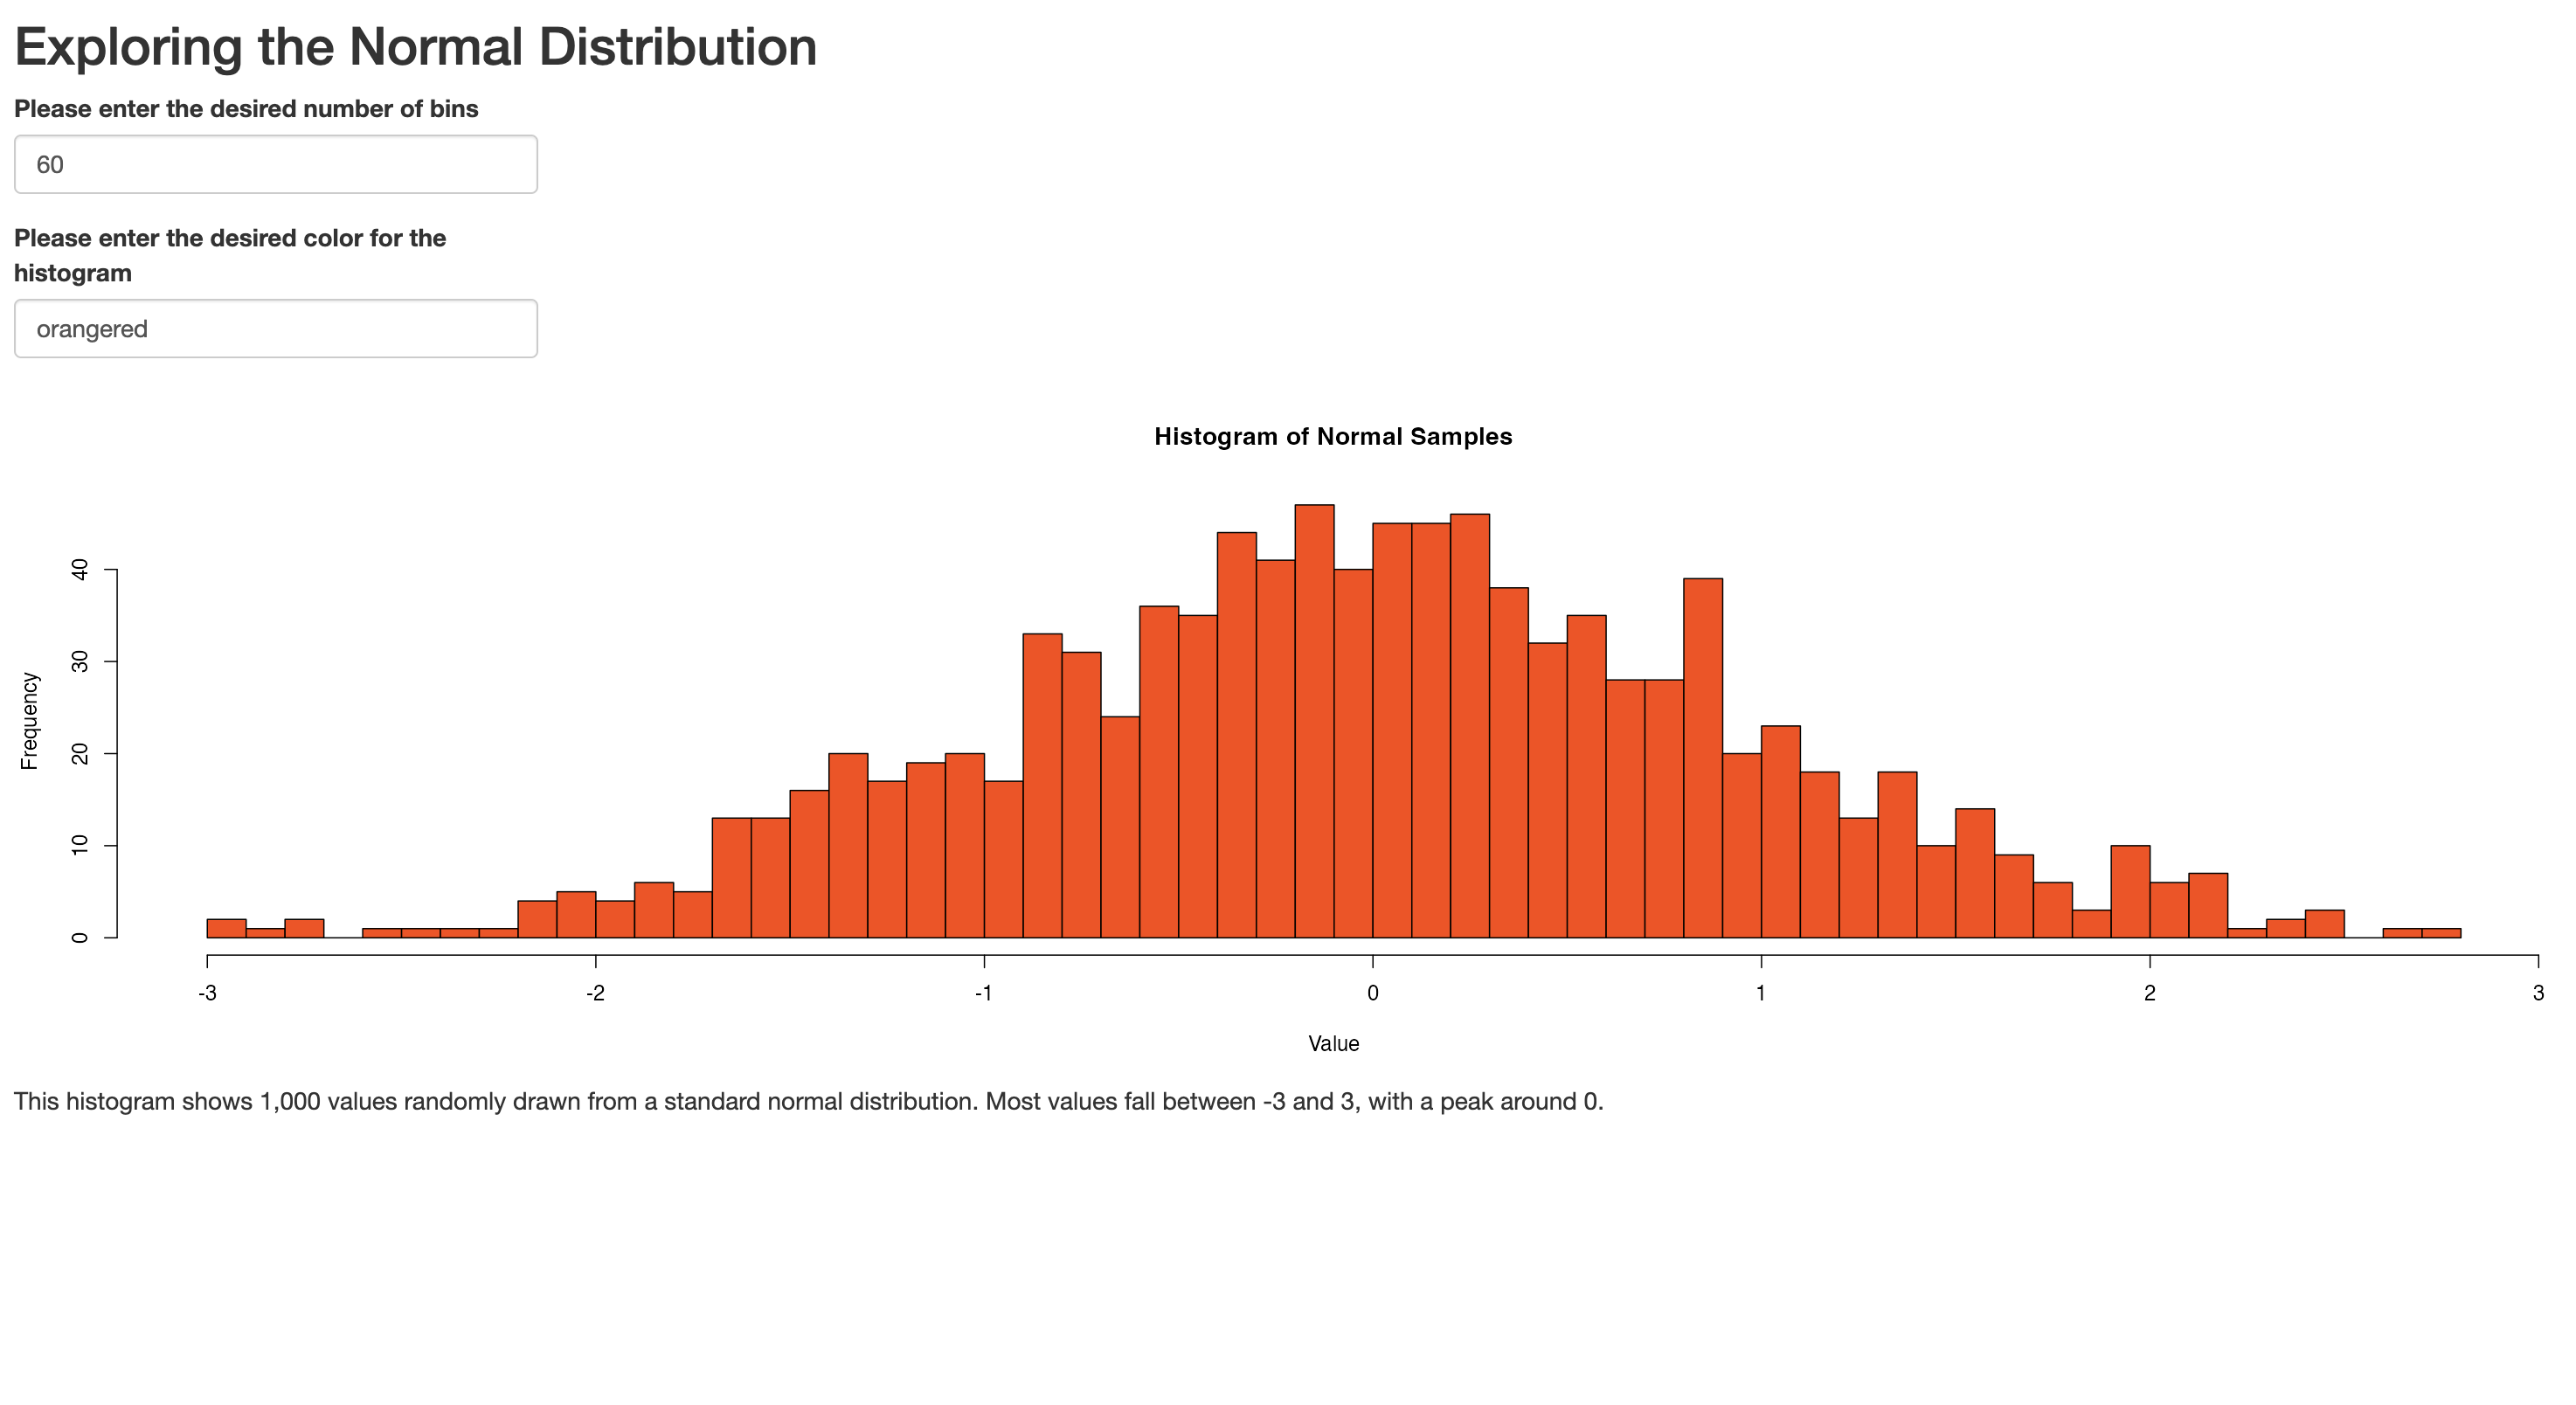 Exploring the Normal Distribution
Please enter the desired number of bins
60
Please enter the desired color for the
histogram
orangered
Histogram of Normal Samples
Frequency
40
30
20
10
0
-3 -2 -1 0 1 2 3
Value
This histogram shows 1,000 values randomly drawn from a standard normal distribution. Most values fall between -3 and 3, with a peak around 0.